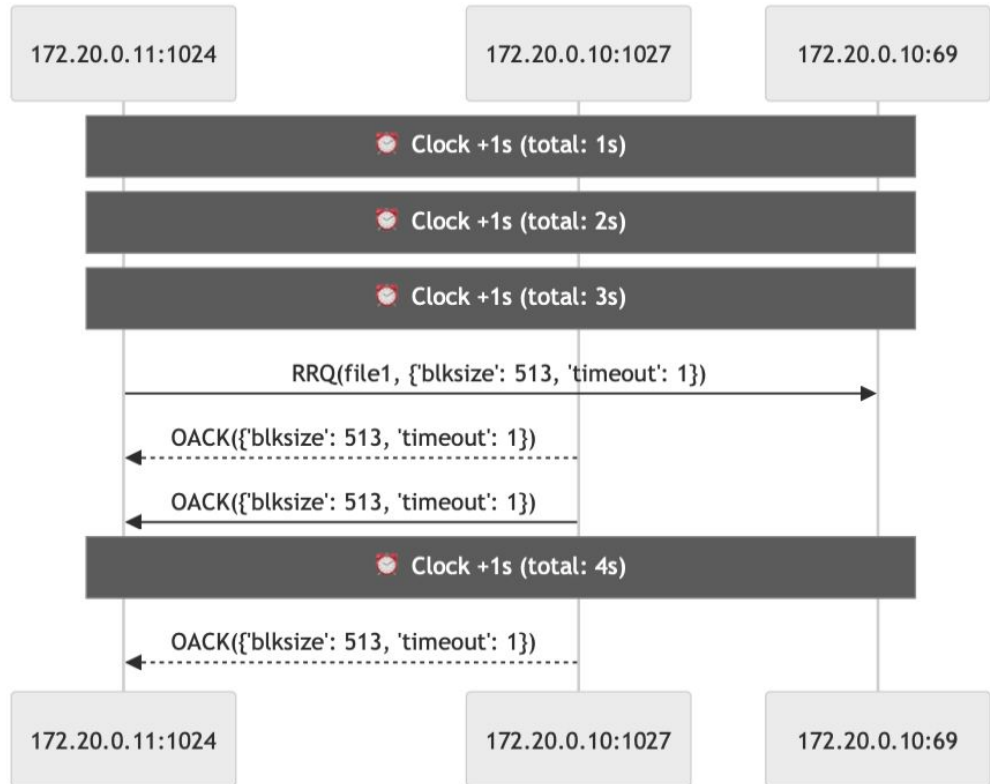 172.20.0.11:1024 172.20.0.10:1027 172.20.0.10:69
⏰ Clock +1s (total: 1s)
⏰ Clock +1s (total: 2s)
⏰ Clock +1s (total: 3s)
RRQ(file1, {'blksize': 513, 'timeout': 1})
OACK({'blksize': 513, 'timeout': 1})
OACK({'blksize': 513, 'timeout': 1})
⏰ Clock +1s (total: 4s)
OACK({'blksize': 513, 'timeout': 1})
172.20.0.11:1024 172.20.0.10:1027 172.20.0.10:69